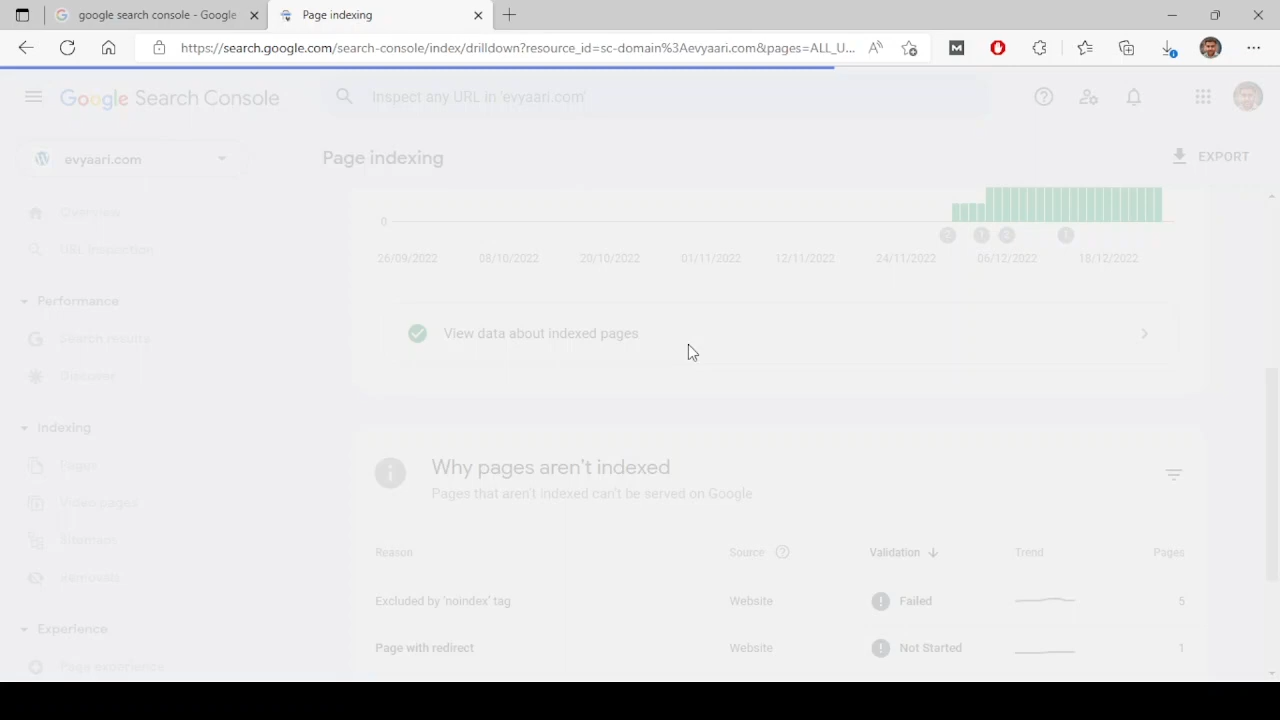 google search console - Google
Page indexing
https://search.google.com/search-console/index/drilldown?resource_id=sc-domain%3Aevyaari.com&pages=ALL_U...
Google Search Console
Inspect any URL in 'evyaari.com'
evyaari.com
Page indexing
EXPORT
Overview
URL inspection
Performance
Search results
Discover
Indexing
Pages
Video pages
Sitemaps
Removals
Experience
Page experience
0
2 1 2 1
26/09/2022 08/10/2022 20/10/2022 01/11/2022 12/11/2022 24/11/2022 06/12/2022 18/12/2022
View data about indexed pages
Why pages aren't indexed
Pages that aren't indexed can't be served on Google
Reason Source Validation Trend Pages
Excluded by 'noindex' tag Website Failed 5
Page with redirect Website Not Started 1